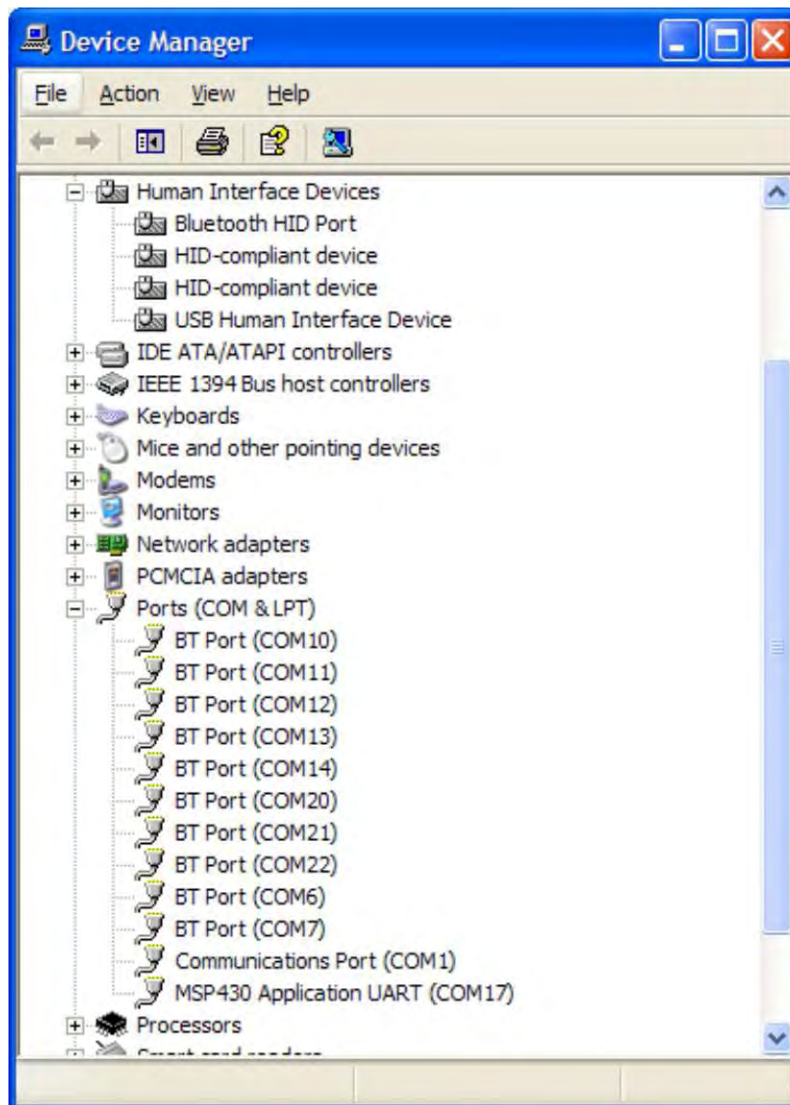 Device Manager
File Action View Help
Human Interface Devices
Bluetooth HID Port
HID-compliant device
HID-compliant device
USB Human Interface Device
IDE ATA/ATAPI controllers
IEEE 1394 Bus host controllers
Keyboards
Mice and other pointing devices
Modems
Monitors
Network adapters
PCMCIA adapters
Ports (COM & LPT)
BT Port (COM10)
BT Port (COM11)
BT Port (COM12)
BT Port (COM13)
BT Port (COM14)
BT Port (COM20)
BT Port (COM21)
BT Port (COM22)
BT Port (COM6)
BT Port (COM7)
Communications Port (COM1)
MSP430 Application UART (COM17)
Processors
Smart card readers